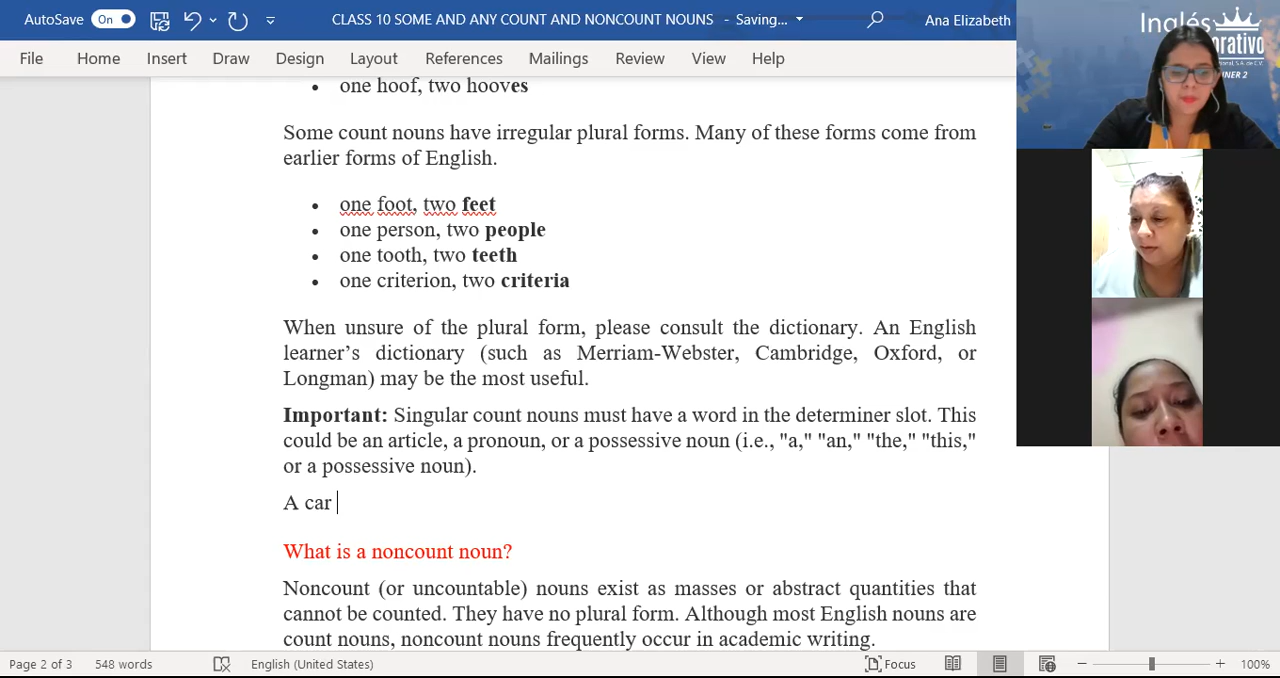 AutoSave On CLASS 10 SOME AND ANY COUNT AND NONCOUNT NOUNS - Saving... Ana Elizabeth
File Home Insert Draw Design Layout References Mailings Review View Help
• one hoof, two hooves
Some count nouns have irregular plural forms. Many of these forms come from
earlier forms of English.
• one foot, two feet
• one person, two people
• one tooth, two teeth
• one criterion, two criteria
When unsure of the plural form, please consult the dictionary. An English
learner’s dictionary (such as Merriam-Webster, Cambridge, Oxford, or
Longman) may be the most useful.
Important: Singular count nouns must have a word in the determiner slot. This
could be an article, a pronoun, or a possessive noun (i.e., "a," "an," "the," "this,"
or a possessive noun).
A car
What is a noncount noun?
Noncount (or uncountable) nouns exist as masses or abstract quantities that
cannot be counted. They have no plural form. Although most English nouns are
count nouns, noncount nouns frequently occur in academic writing.
Page 2 of 3 548 words English (United States) Focus 100%
Inglés
orativo
ional, S.A. de C.V.
NER 2